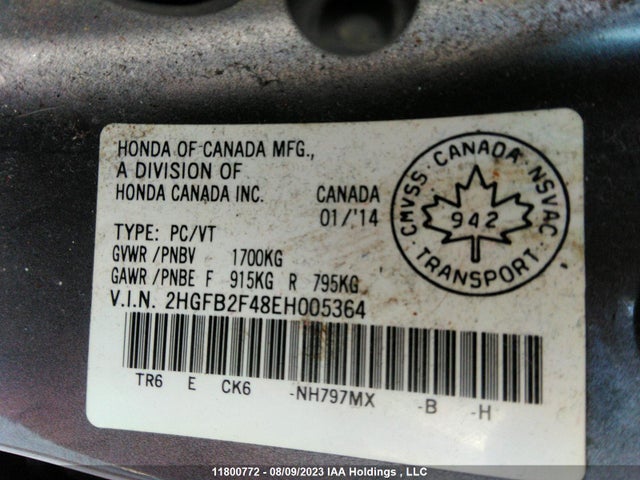 HONDA OF CANADA MFG.,
A DIVISION OF
HONDA CANADA INC. CANADA
01/'14
TYPE: PC/VT
GVWR/PNBV 1700KG
GAWR/PNBE F 915KG R 795KG
V.I.N. 2HGFB2F48EH005364
TR6 E CK6 -NH797MX -B -H
CMVSS CANADA NSVAC
942
TRANSPORT
11800772 - 08/09/2023 IAA Holdings , LLC